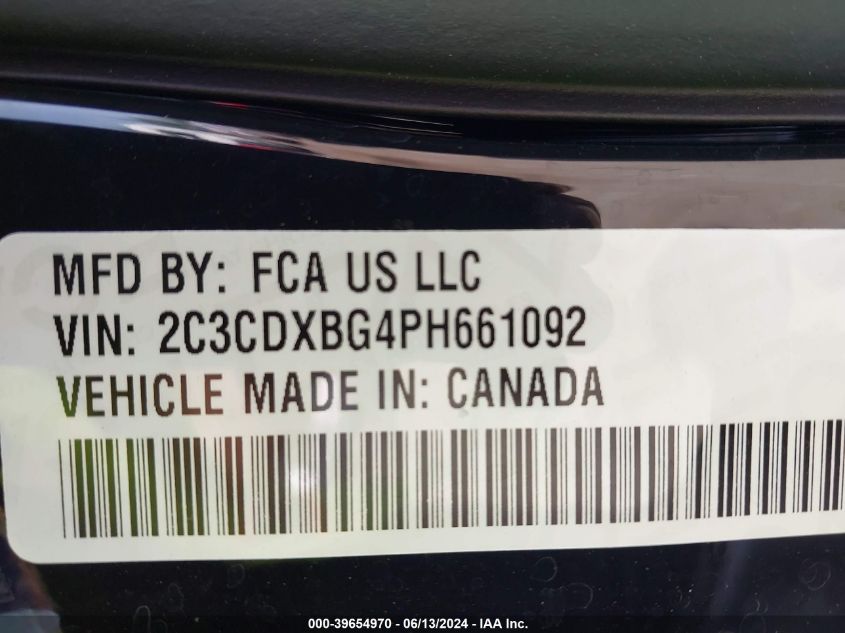 MFD BY: FCA US LLC
VIN: 2C3CDXBG4PH661092
VEHICLE MADE IN: CANADA
000-39654970 - 06/13/2024 - IAA Inc.